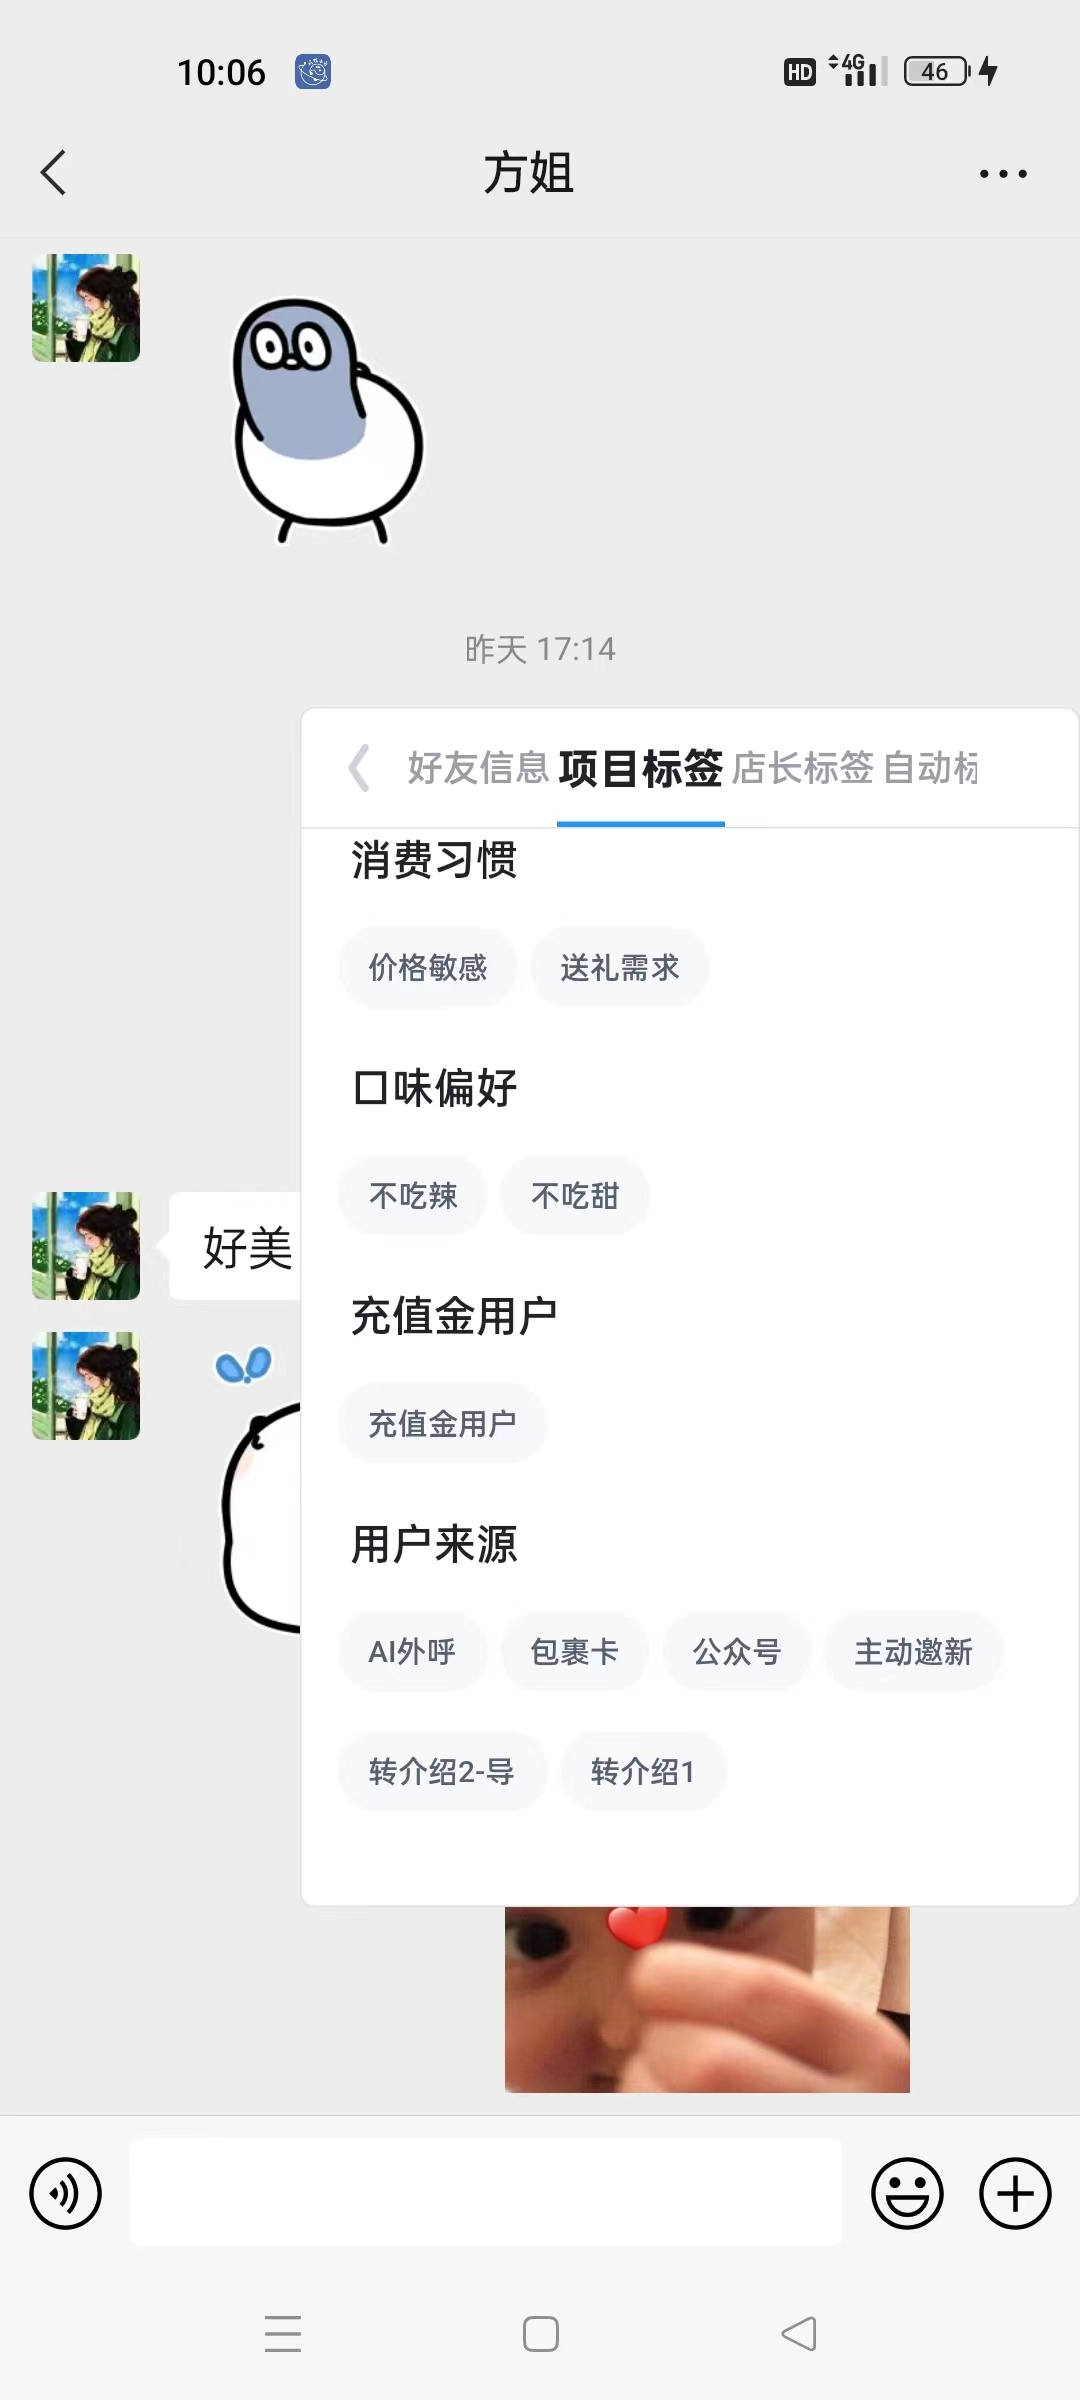 10:06
HD 4G 46
方姐
昨天 17:14
好友信息 项目标签 店长标签 自动标
消费习惯
价格敏感 送礼需求
口味偏好
不吃辣 不吃甜
好美
充值金用户
充值金用户
用户来源
AI外呼 包裹卡 公众号 主动邀新
转介绍2-导 转介绍1